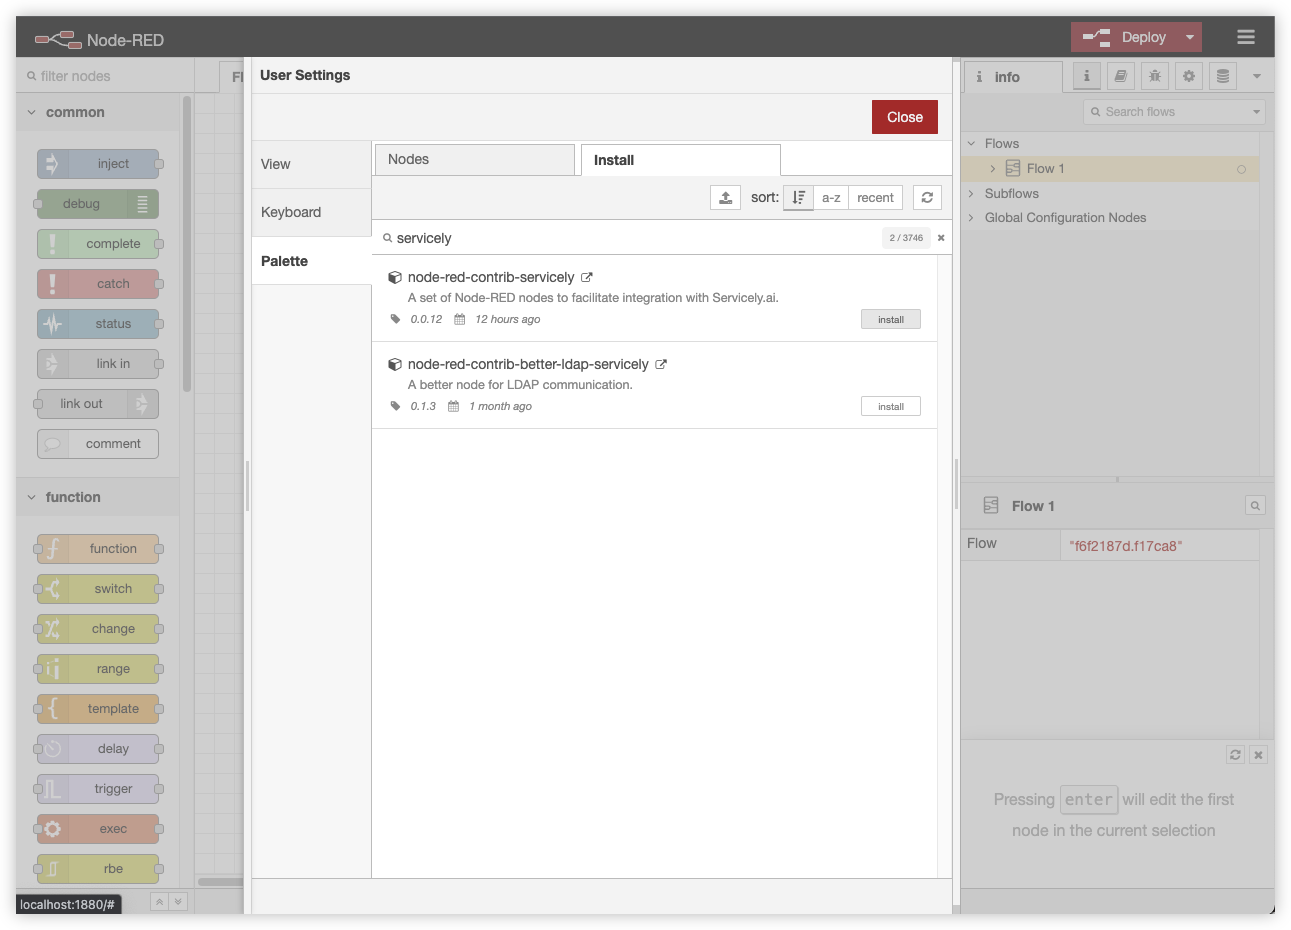 Node-RED
Deploy
filter nodes
Fl
User Settings
info
Close
Search flows
common
inject
debug
complete
catch
status
link in
link out
comment
function
function
switch
change
range
template
delay
trigger
exec
rbe
localhost:1880/#
View
Keyboard
Palette
Nodes
Install
sort:
a-z
recent
servicely
2 / 3746
node-red-contrib-servicely
A set of Node-RED nodes to facilitate integration with Servicely.ai.
0.0.12
12 hours ago
install
node-red-contrib-better-ldap-servicely
A better node for LDAP communication.
0.1.3
1 month ago
install
Flows
Flow 1
Subflows
Global Configuration Nodes
Flow 1
Flow
"f6f2187d.f17ca8"
Pressing enter will edit the first
node in the current selection